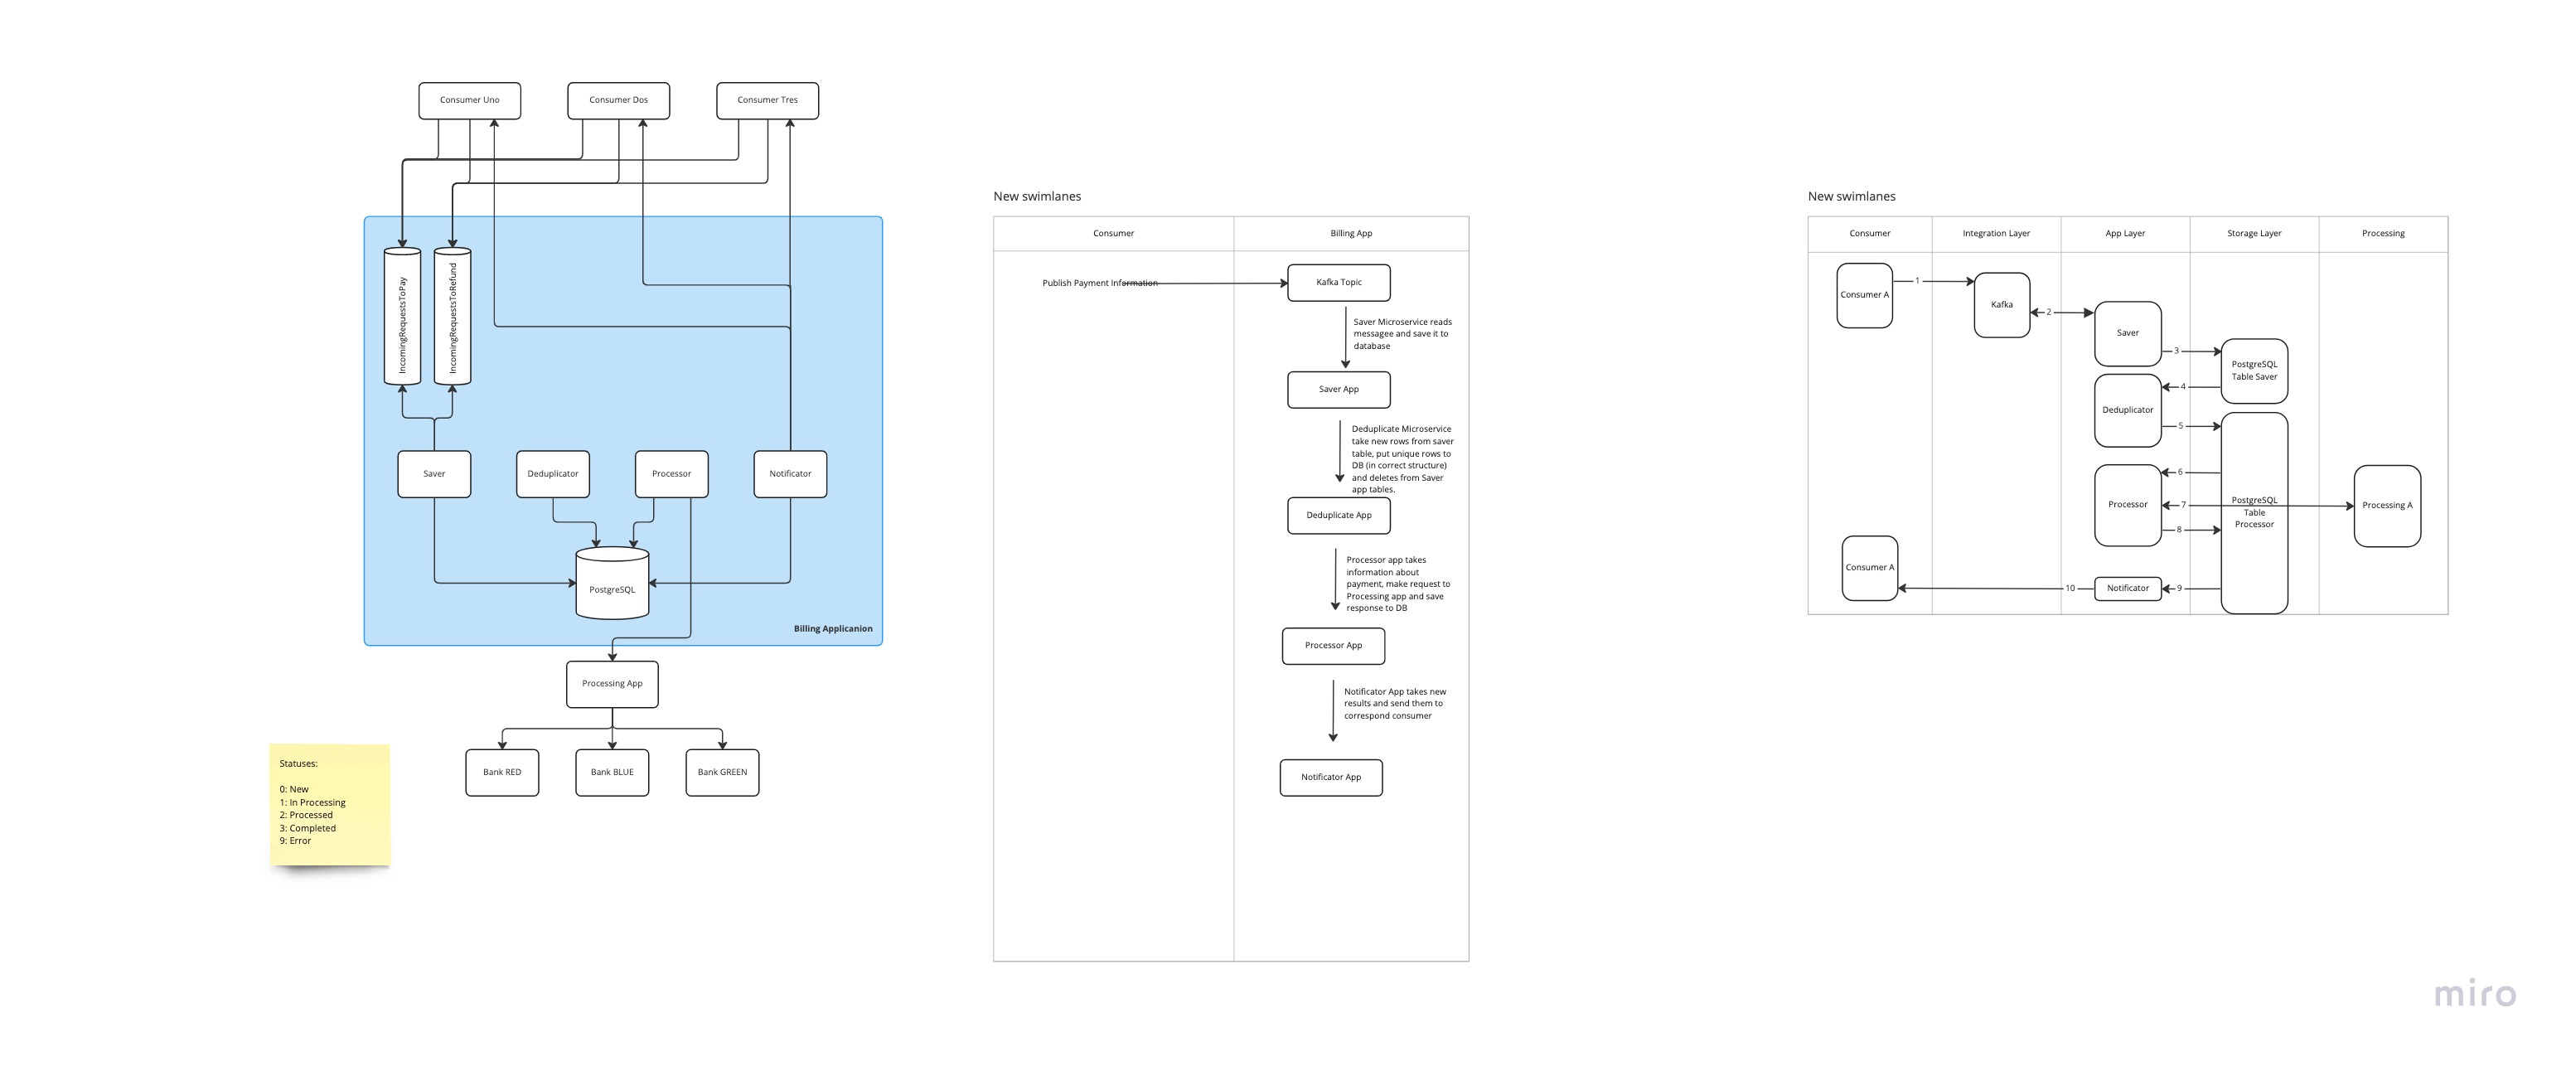 Consumer Uno
Consumer Dos
Consumer Tres
IncomingRequestsToPay
IncomingRequestsToRefund
Saver
Deduplicator
Processor
Notificator
PostgreSQL
Billing Applicanion
Processing App
Bank RED
Bank BLUE
Bank GREEN
Statuses:
0: New
1: In Processing
2: Processed
3: Completed
9: Error
New swimlanes
Consumer
Billing App
Publish Payment Information
Kafka Topic
Saver Microservice reads
messagee and save it to
database
Saver App
Deduplicate Microservice
take new rows from saver
table, put unique rows to
DB (in correct structure)
and deletes from Saver
app tables.
Deduplicate App
Processor app takes
information about
payment, make request to
Processing app and save
response to DB
Processor App
Notificator App takes new
results and send them to
correspond consumer
Notificator App
New swimlanes
Consumer
Integration Layer
App Layer
Storage Layer
Processing
Consumer A
1
Kafka
2
Saver
3
PostgreSQL
Table Saver
4
Deduplicator
5
6
Processor
7
PostgreSQL
Table
Processor
Processing A
8
Consumer A
10
Notificator
9
miro